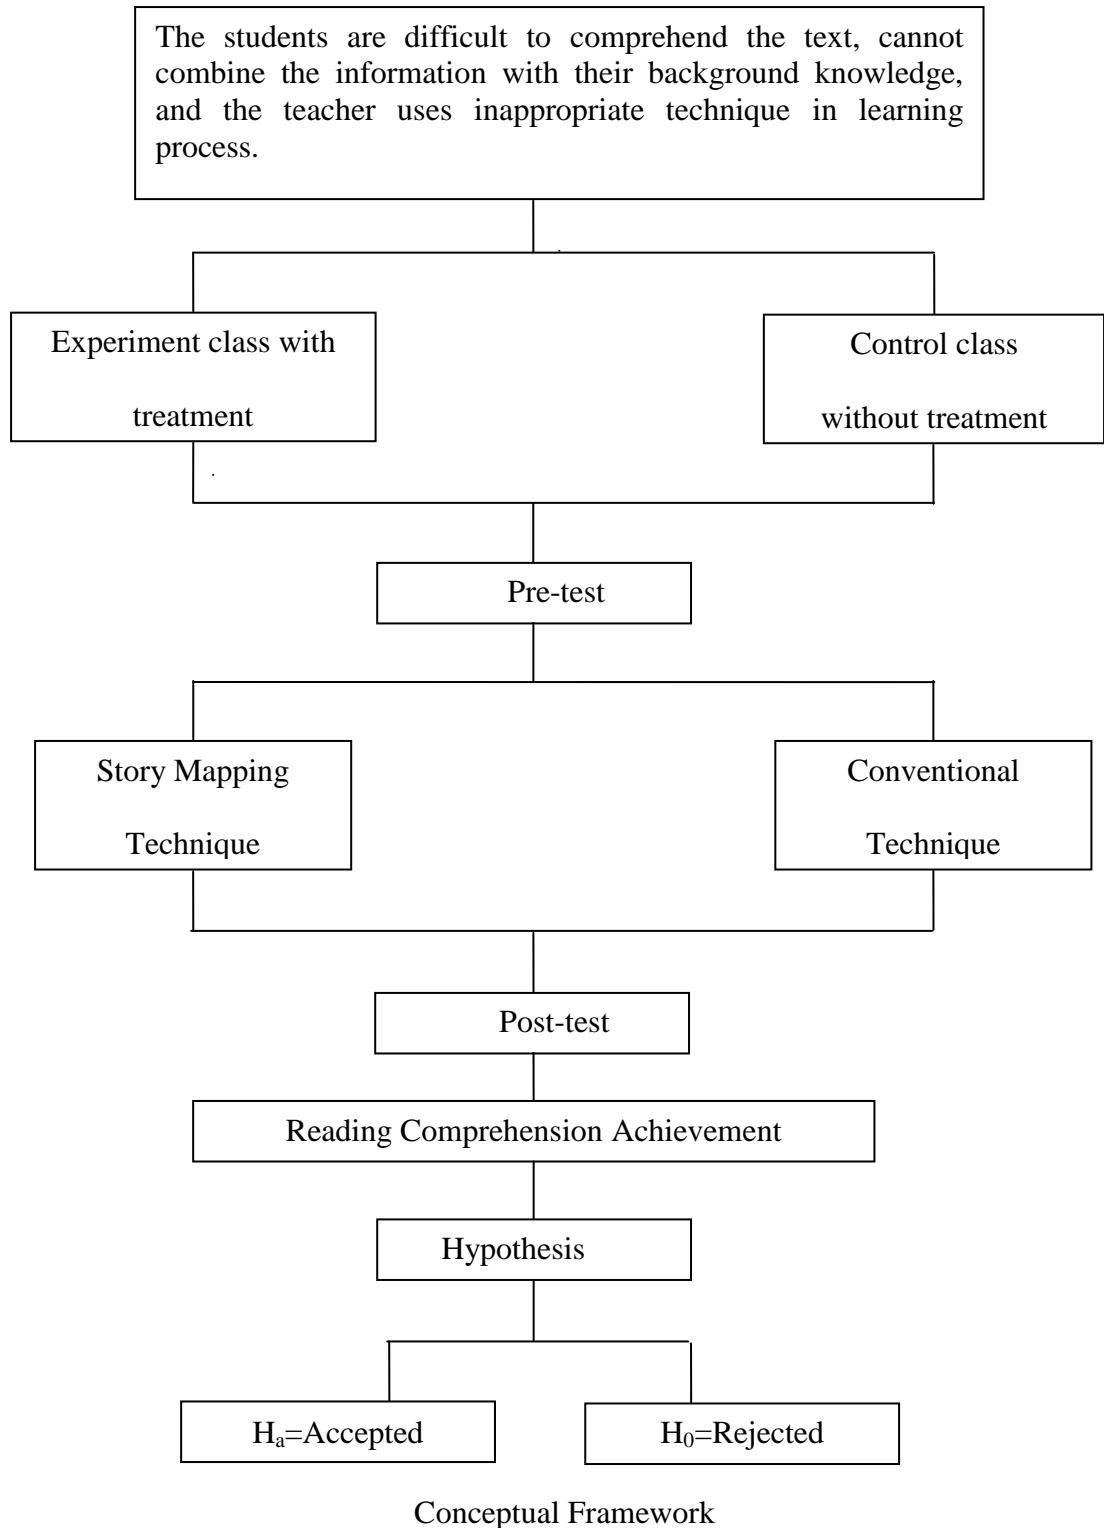 The students are difficult to comprehend the text, cannot
combine the information with their background knowledge,
and the teacher uses inappropriate technique in learning
process.
Experiment class with
treatment
Control class
without treatment
Pre-test
Story Mapping
Technique
Conventional
Technique
Post-test
Reading Comprehension Achievement
Hypothesis
Hₐ=Accepted
H₀=Rejected
Conceptual Framework